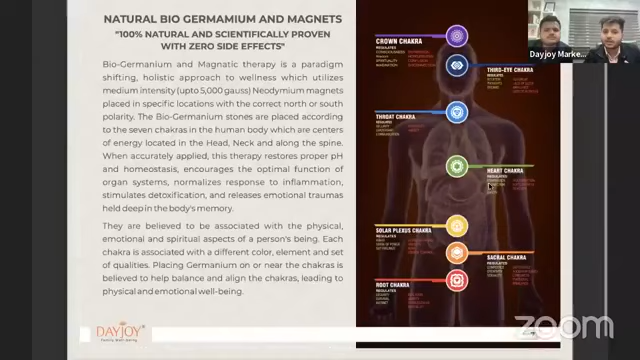 NATURAL BIO GERMAMIUM AND MAGNETS
"100% NATURAL AND SCIENTIFICALLY PROVEN
WITH ZERO SIDE EFFECTS"
Bio-Germanium and Magnatic therapy is a paradigm
shifting, holistic approach to wellness which utilizes
medium intensity (upto 5,000 gauss) Neodymium magnets
placed in specific locations with the correct north or south
polarity. The Bio-Germanium stones are placed according
to the seven chakras in the human body which are centers
of energy located in the Head, Neck and along the spine.
When accurately applied, this therapy restores proper pH
and homeostasis, encourages the optimal function of
organ systems, normalizes response to inflammation,
stimulates detoxification, and releases emotional traumas
held deep in the body's memory.
They are believed to be associated with the physical,
emotional and spiritual aspects of a person's being. Each
chakra is associated with a different color, element and set
of qualities. Placing Germanium on or near the chakras is
believed to help balance and align the chakras, leading to
physical and emotional well-being.
DAYJOY
CROWN CHAKRA
REGULATES
THIRD-EYE CHAKRA
REGULATES
THROAT CHAKRA
REGULATES
HEART CHAKRA
REGULATES
SOLAR PLEXUS CHAKRA
REGULATES
SACRAL CHAKRA
REGULATES
ROOT CHAKRA
REGULATES
Dayjoy Marke...
zoom